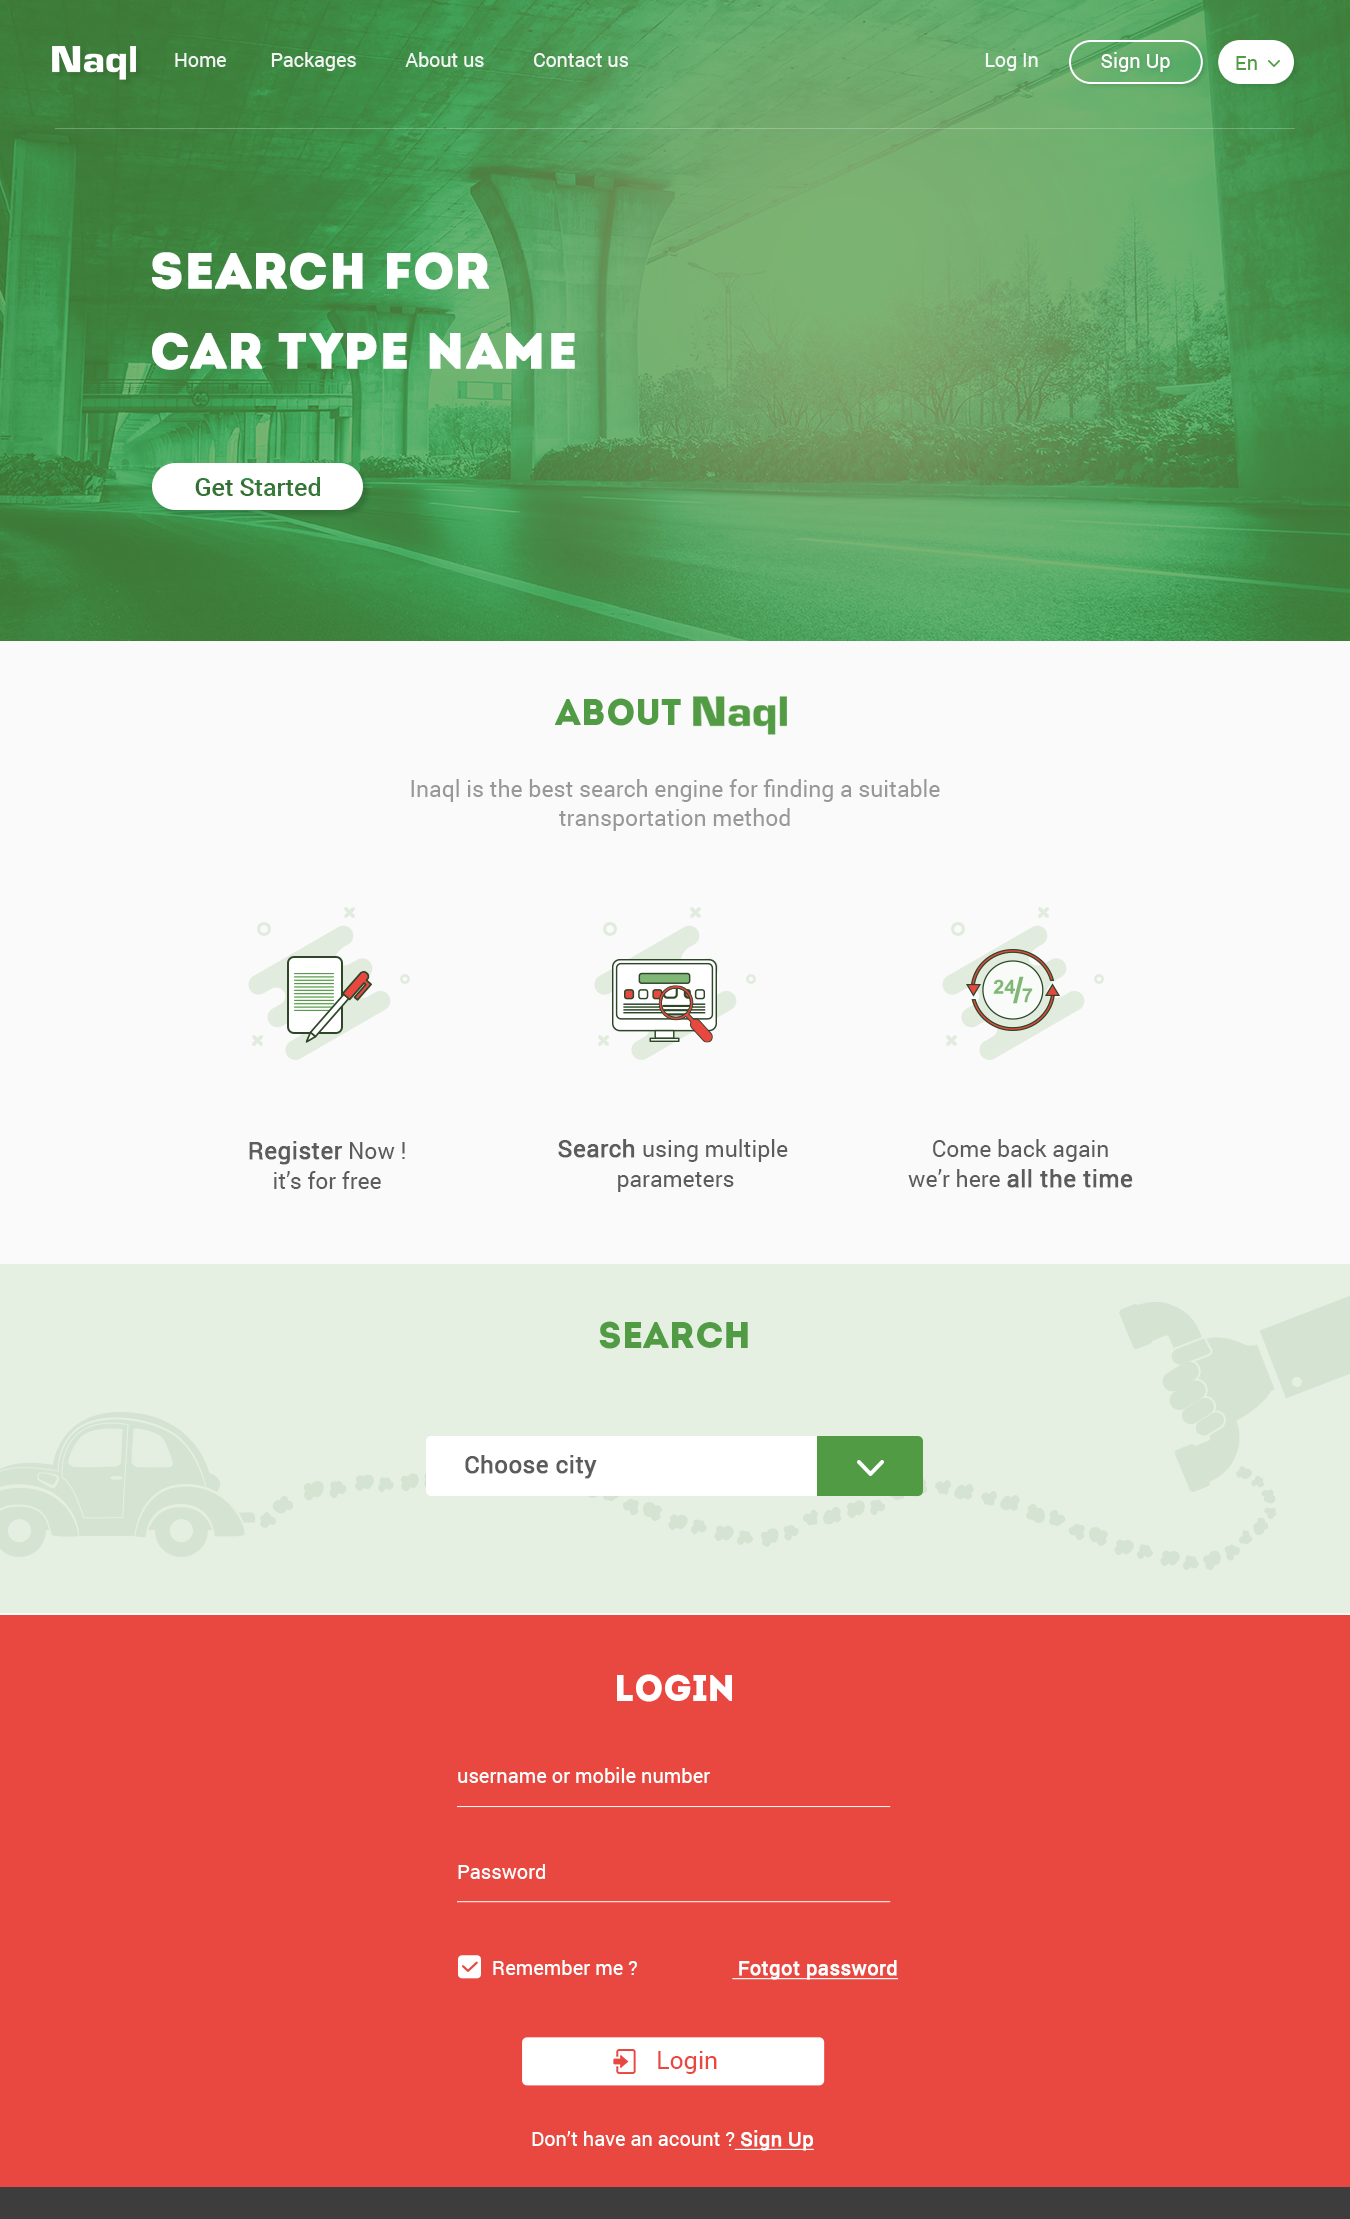 Naql Home Packages About us Contact us Log In Sign Up En
SEARCH FOR
CAR TYPE NAME
Get Started
ABOUT Naql
Inaql is the best search engine for finding a suitable
transportation method
24/7
Register Now !
it's for free
Search using multiple
parameters
Come back again
we'r here all the time
SEARCH
Choose city
LOGIN
username or mobile number
Password
Remember me ? Fotgot password
Login
Don't have an acount ? Sign Up